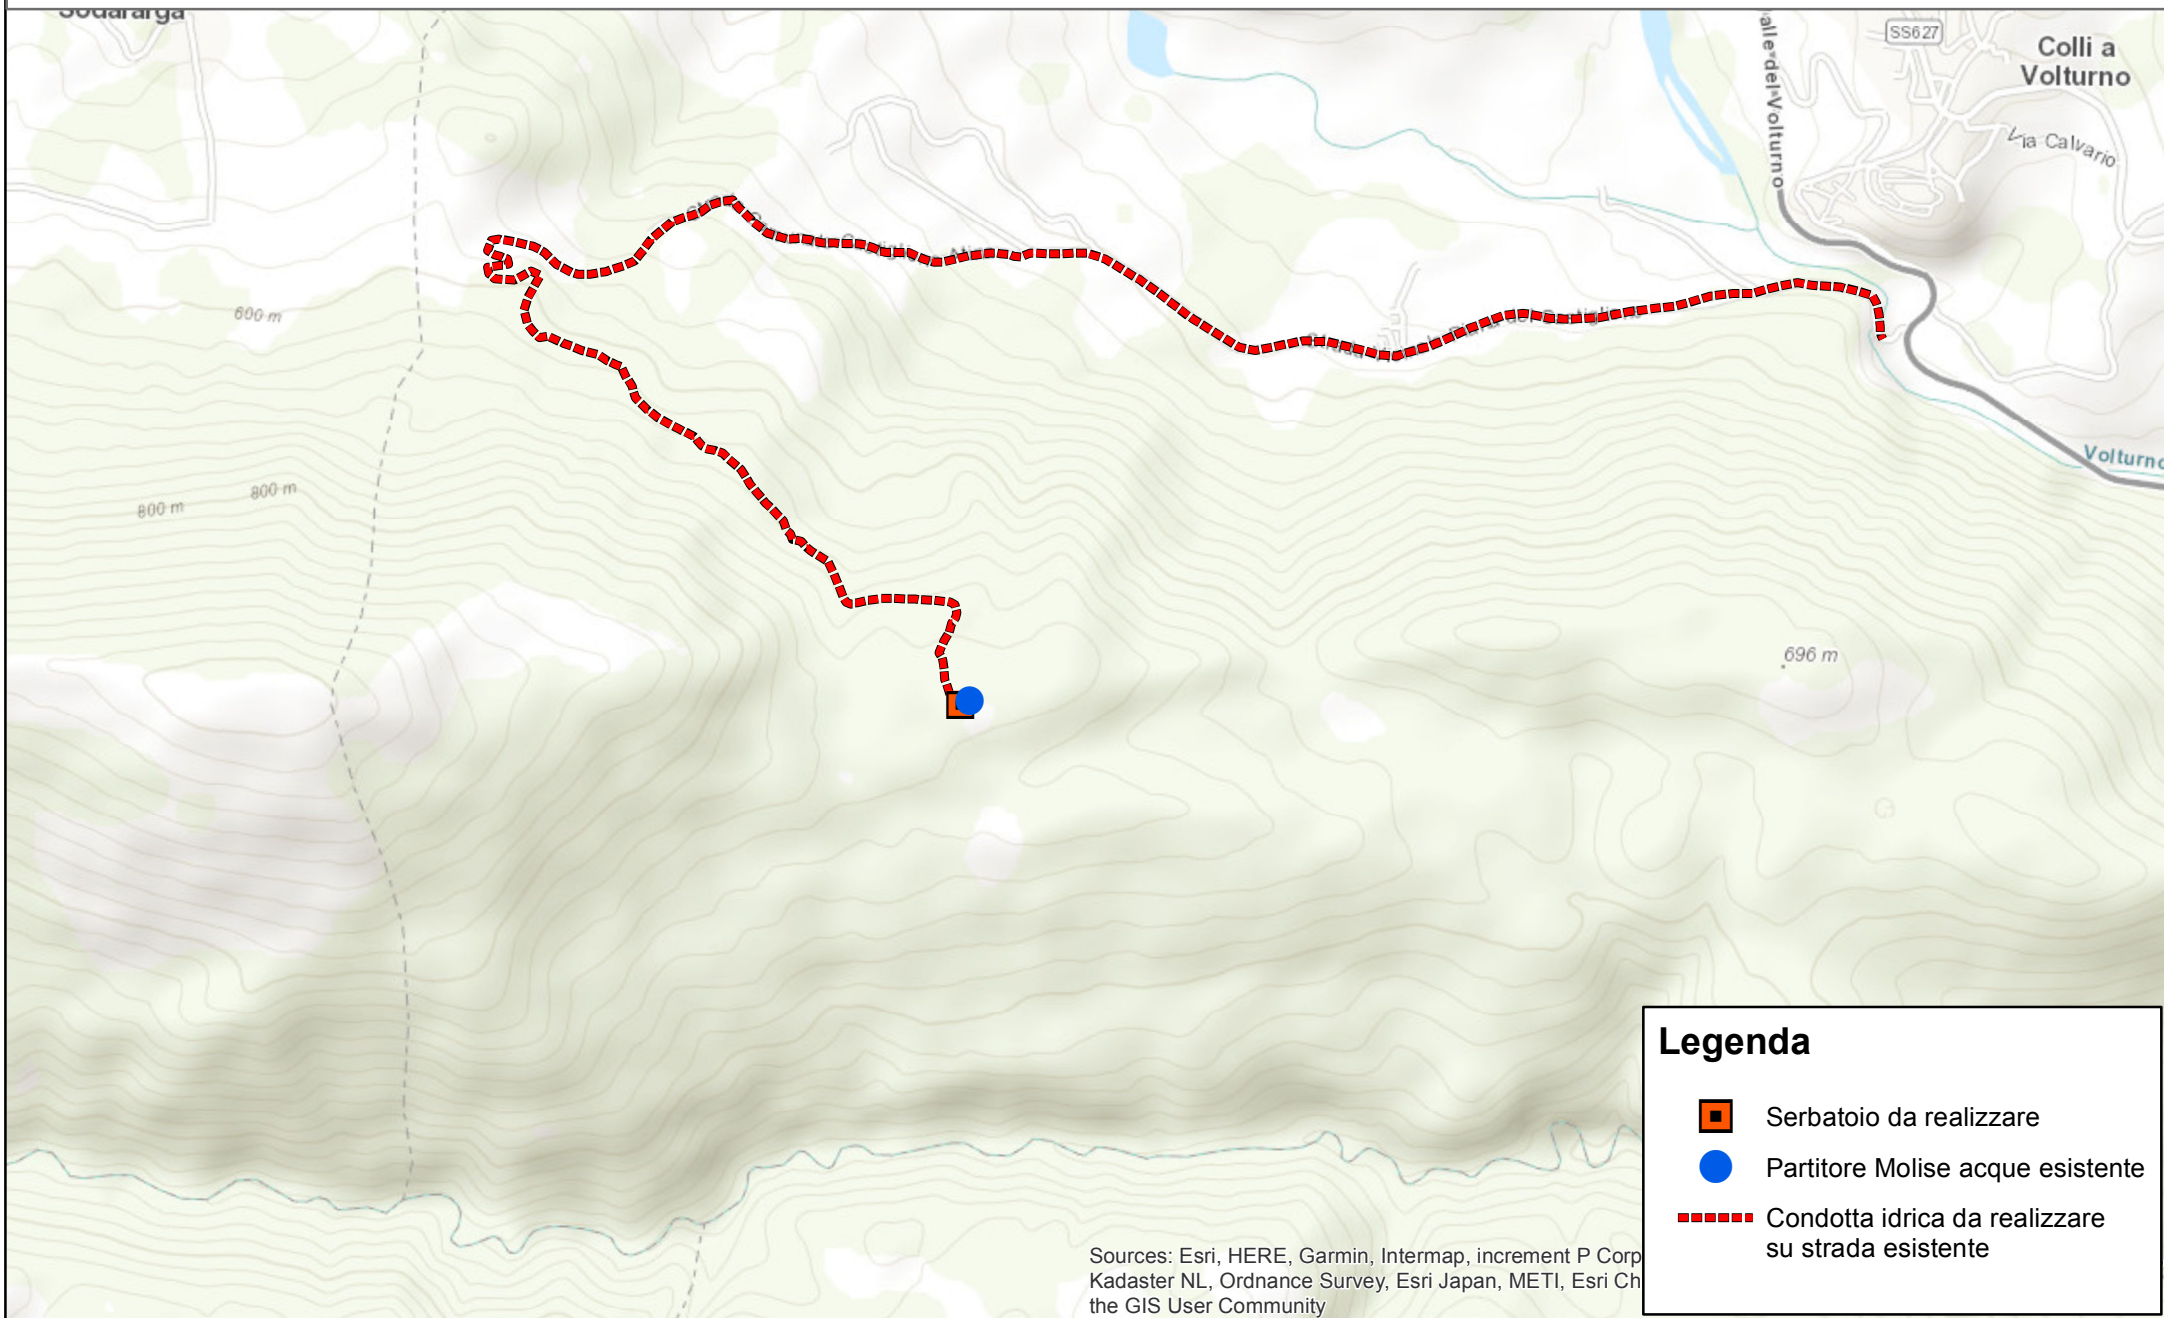 SS627
Colli a
Volturno
Via Calvario
alle del Volturno
600 m
800 m
800 m
Volturno
696 m
Legenda
Serbatoio da realizzare
Partitore Molise acque esistente
Condotta idrica da realizzare
su strada esistente
Sources: Esri, HERE, Garmin, Intermap, increment P Corp
Kadaster NL, Ordnance Survey, Esri Japan, METI, Esri Ch
the GIS User Community